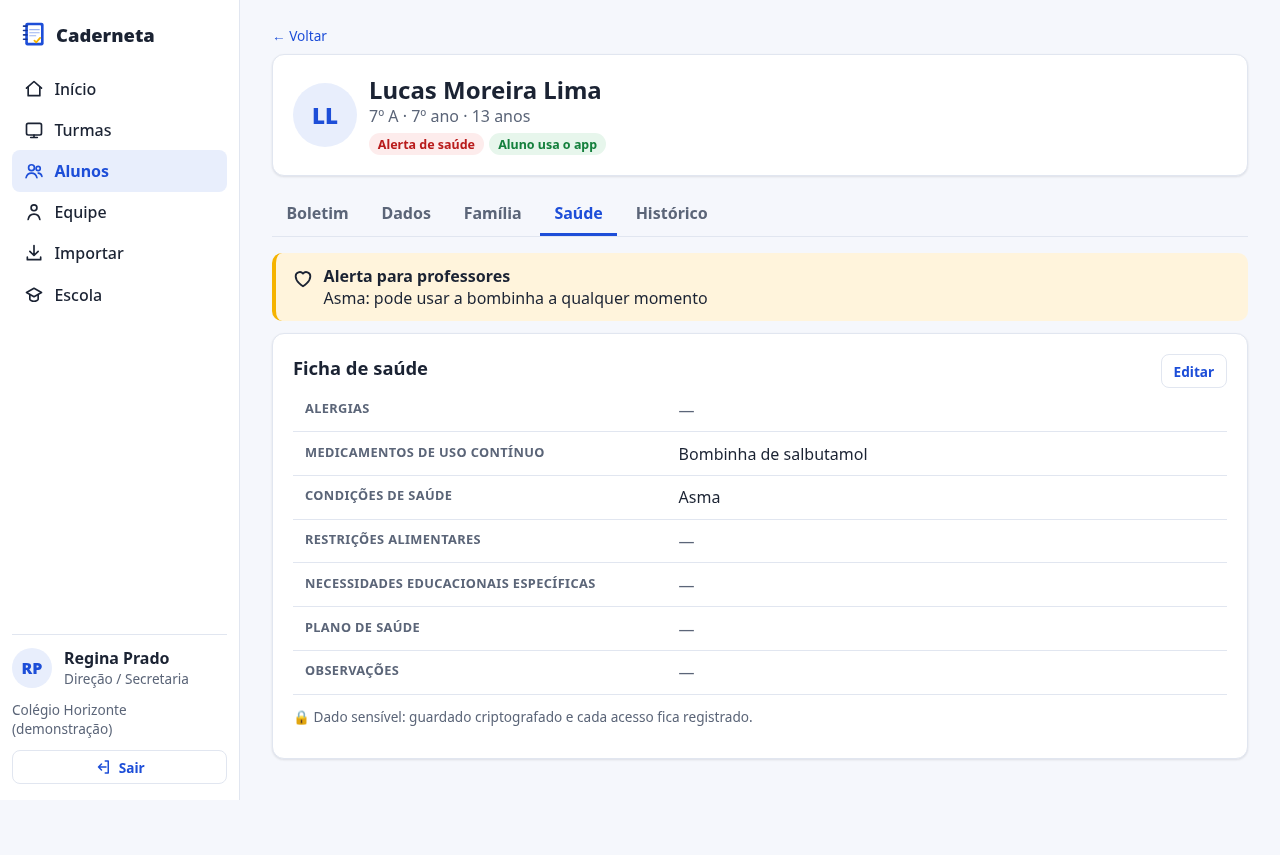 Caderneta
Início
Turmas
Alunos
Equipe
Importar
Escola
RP
Regina Prado
Direção / Secretaria
Colégio Horizonte
(demonstração)
Sair
← Voltar
LL
Lucas Moreira Lima
7º A · 7º ano · 13 anos
Alerta de saúde Aluno usa o app
Boletim Dados Família Saúde Histórico
Alerta para professores
Asma: pode usar a bombinha a qualquer momento
Ficha de saúde
Editar
ALERGIAS —
MEDICAMENTOS DE USO CONTÍNUO Bombinha de salbutamol
CONDIÇÕES DE SAÚDE Asma
RESTRIÇÕES ALIMENTARES —
NECESSIDADES EDUCACIONAIS ESPECÍFICAS —
PLANO DE SAÚDE —
OBSERVAÇÕES —
🔒 Dado sensível: guardado criptografado e cada acesso fica registrado.